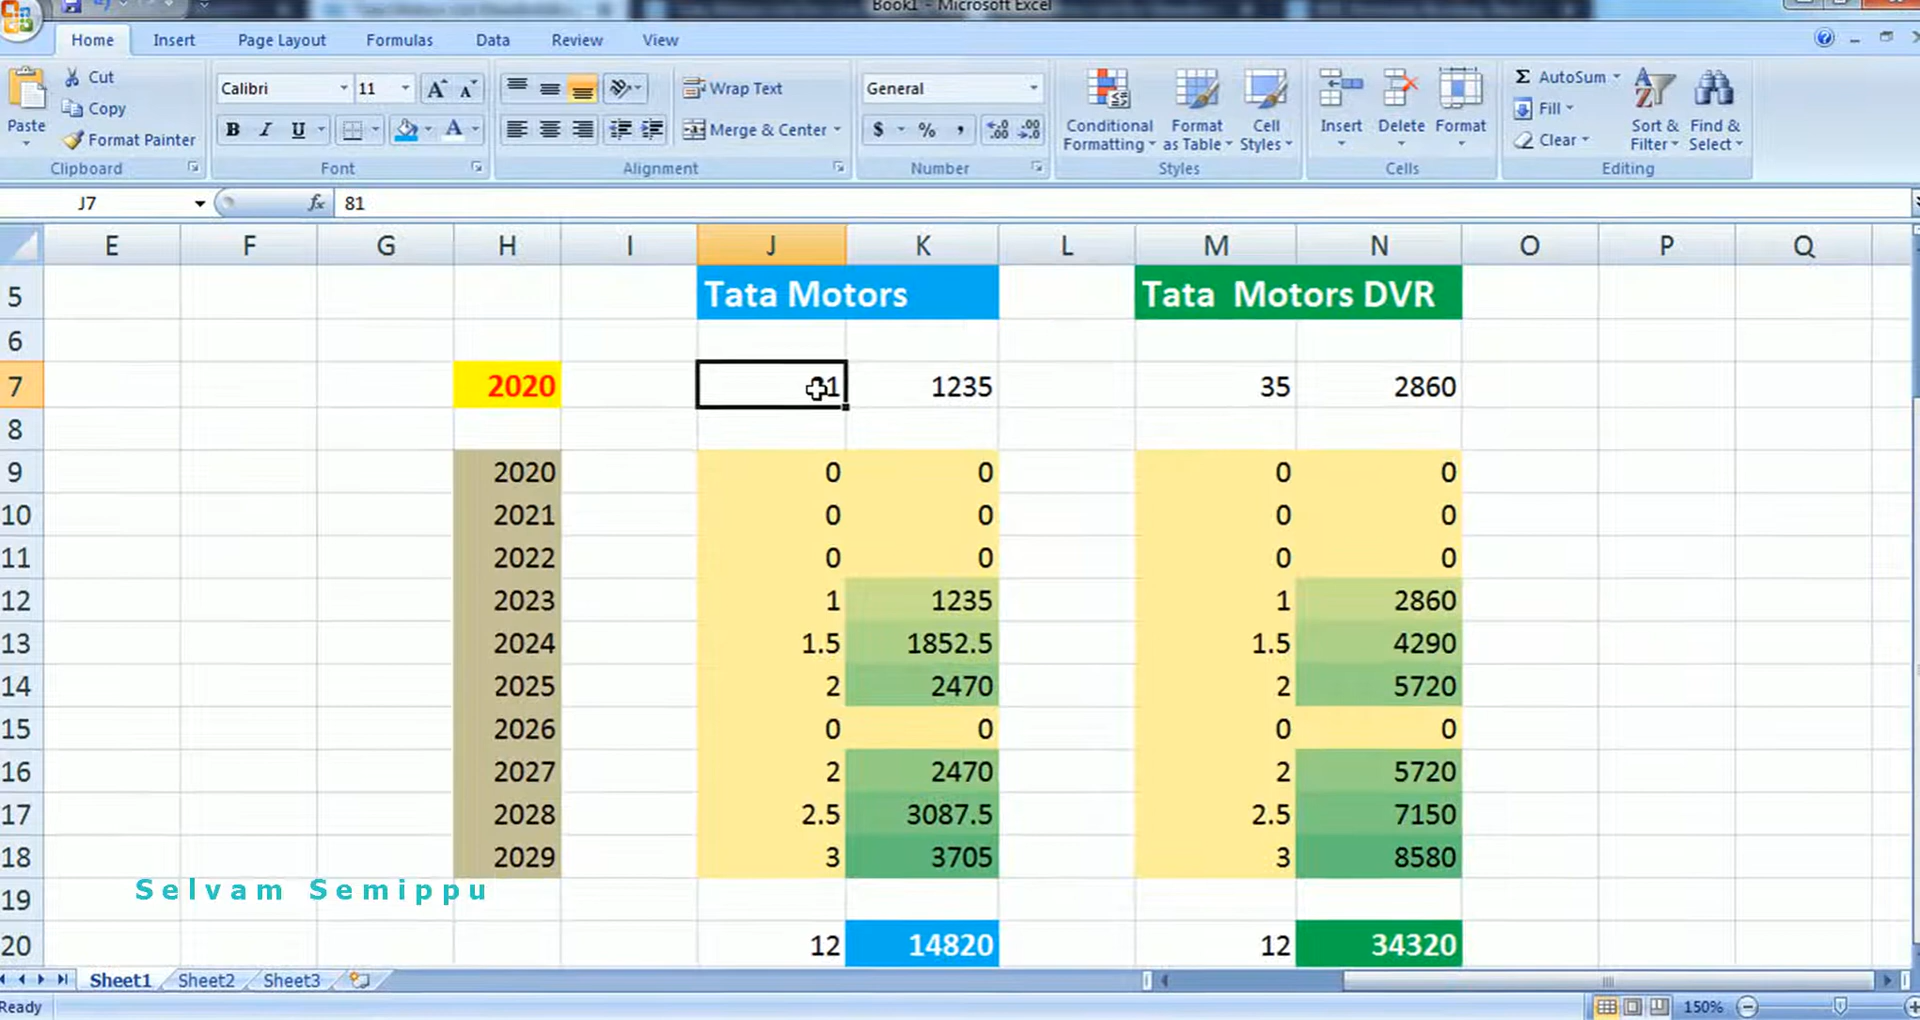 Book1 - Microsoft Excel
Home Insert Page Layout Formulas Data Review View
Cut
Copy
Format Painter
Paste
Clipboard
Calibri 11
B I U
Font
Wrap Text
Merge & Center
Alignment
General
$ % ,
Number
Conditional Formatting
Format as Table
Cell Styles
Styles
Insert Delete Format
Cells
Σ AutoSum
Fill
Clear
Sort & Filter
Find & Select
Editing
J7 fx 81
E F G H I J K L M N O P Q
5 Tata Motors Tata Motors DVR
6
7 2020 1235 35 2860
8
9 2020 0 0 0 0
10 2021 0 0 0 0
11 2022 0 0 0 0
12 2023 1 1235 1 2860
13 2024 1.5 1852.5 1.5 4290
14 2025 2 2470 2 5720
15 2026 0 0 0 0
16 2027 2 2470 2 5720
17 2028 2.5 3087.5 2.5 7150
18 2029 3 3705 3 8580
Selvam Semippu
19
20 12 14820 12 34320
Sheet1 Sheet2 Sheet3
Ready 150%